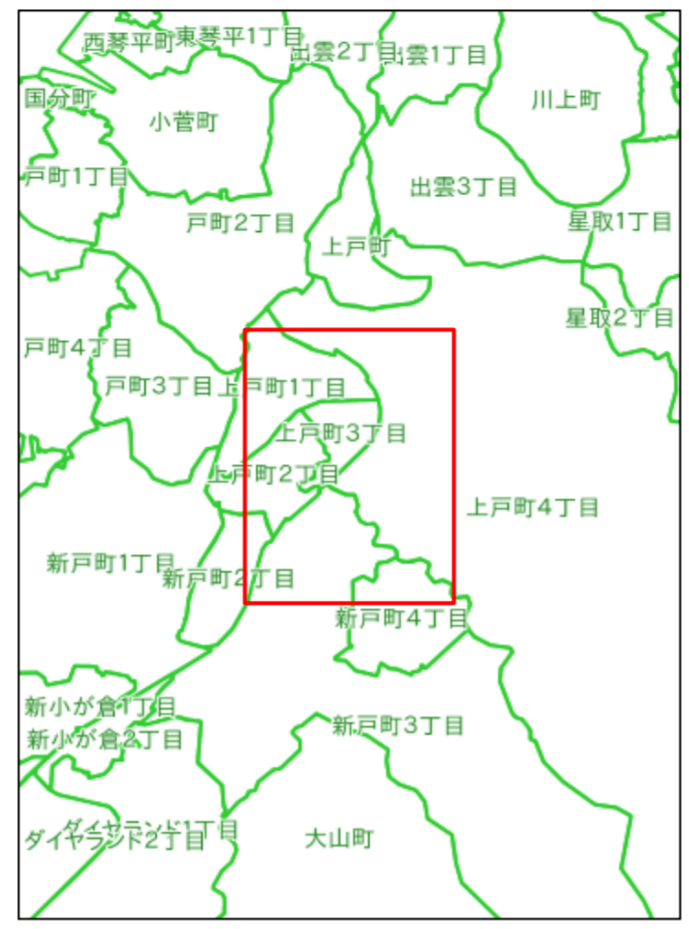 西琴平町
東琴平1丁目
出雲2丁目
出雲1丁目
国分町
小菅町
川上町
戸町1丁目
出雲3丁目
戸町2丁目
星取1丁目
上戸町
星取2丁目
戸町4丁目
戸町3丁目
上戸町1丁目
上戸町3丁目
上戸町2丁目
上戸町4丁目
新戸町1丁目
新戸町2丁目
新戸町4丁目
新小が倉1丁目
新戸町3丁目
新小が倉2丁目
ダイヤランド1丁目
ダイヤランド2丁目
大山町